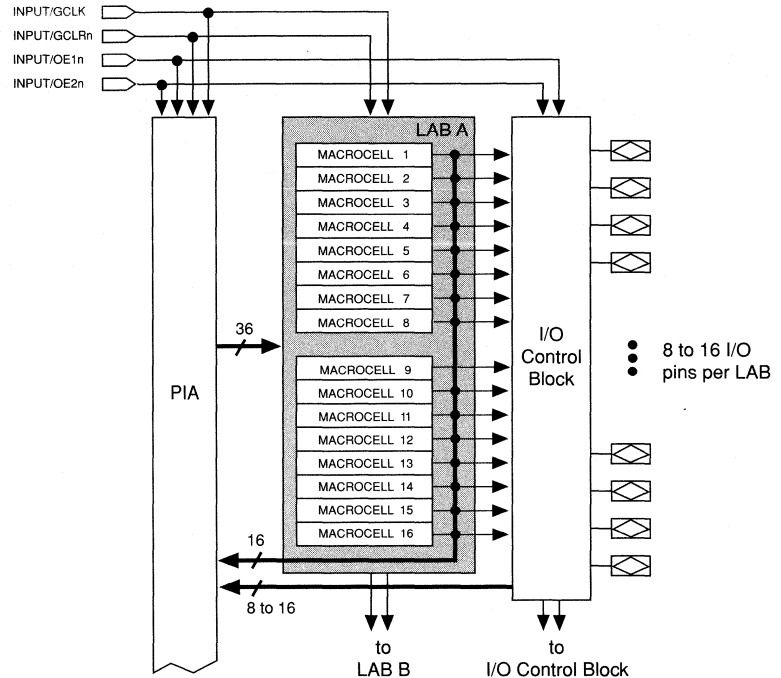 INPUT/GCLK
INPUT/GCLRn
INPUT/OE1n
INPUT/OE2n
LAB A
MACROCELL 1
MACROCELL 2
MACROCELL 3
MACROCELL 4
MACROCELL 5
MACROCELL 6
MACROCELL 7
MACROCELL 8
36
PIA
I/O
Control
Block
8 to 16 I/O
pins per LAB
MACROCELL 9
MACROCELL 10
MACROCELL 11
MACROCELL 12
MACROCELL 13
MACROCELL 14
MACROCELL 15
MACROCELL 16
16
8 to 16
to
LAB B
to
I/O Control Block